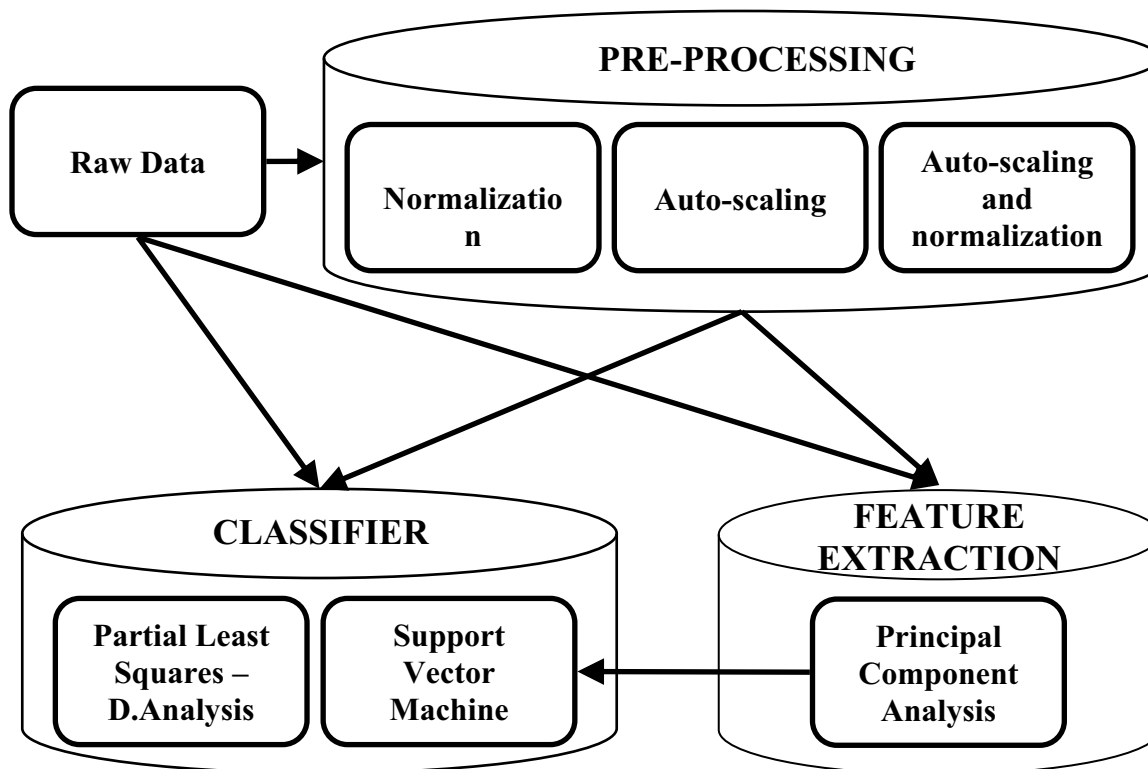 PRE-PROCESSING
Raw Data
Normalizatio
n
Auto-scaling
Auto-scaling
and
normalization
CLASSIFIER
Partial Least
Squares –
D.Analysis
Support
Vector
Machine
FEATURE
EXTRACTION
Principal
Component
Analysis